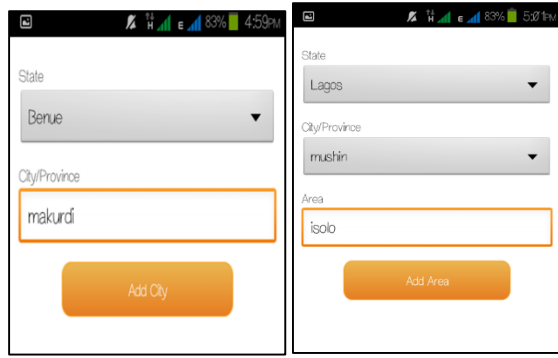 H E 83% 4:59PM
State
Benue
City/Province
makurdi
Add City
H E 83% 5:01PM
State
Lagos
City/Province
mushin
Area
isolo
Add Area